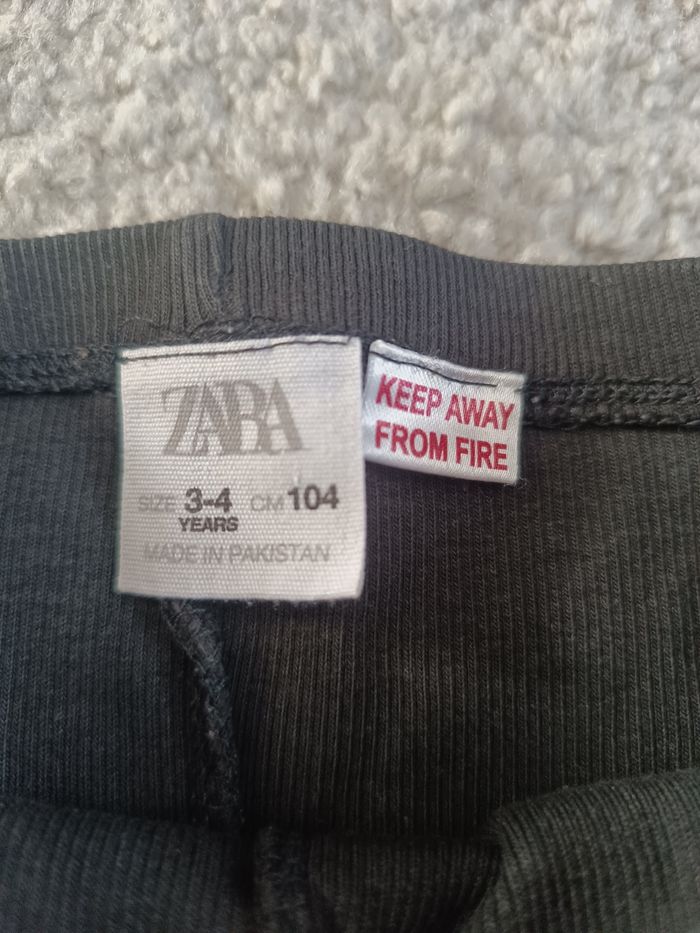 ZARA
SIZE 3-4 CM 104
YEARS
MADE IN PAKISTAN
KEEP AWAY
FROM FIRE